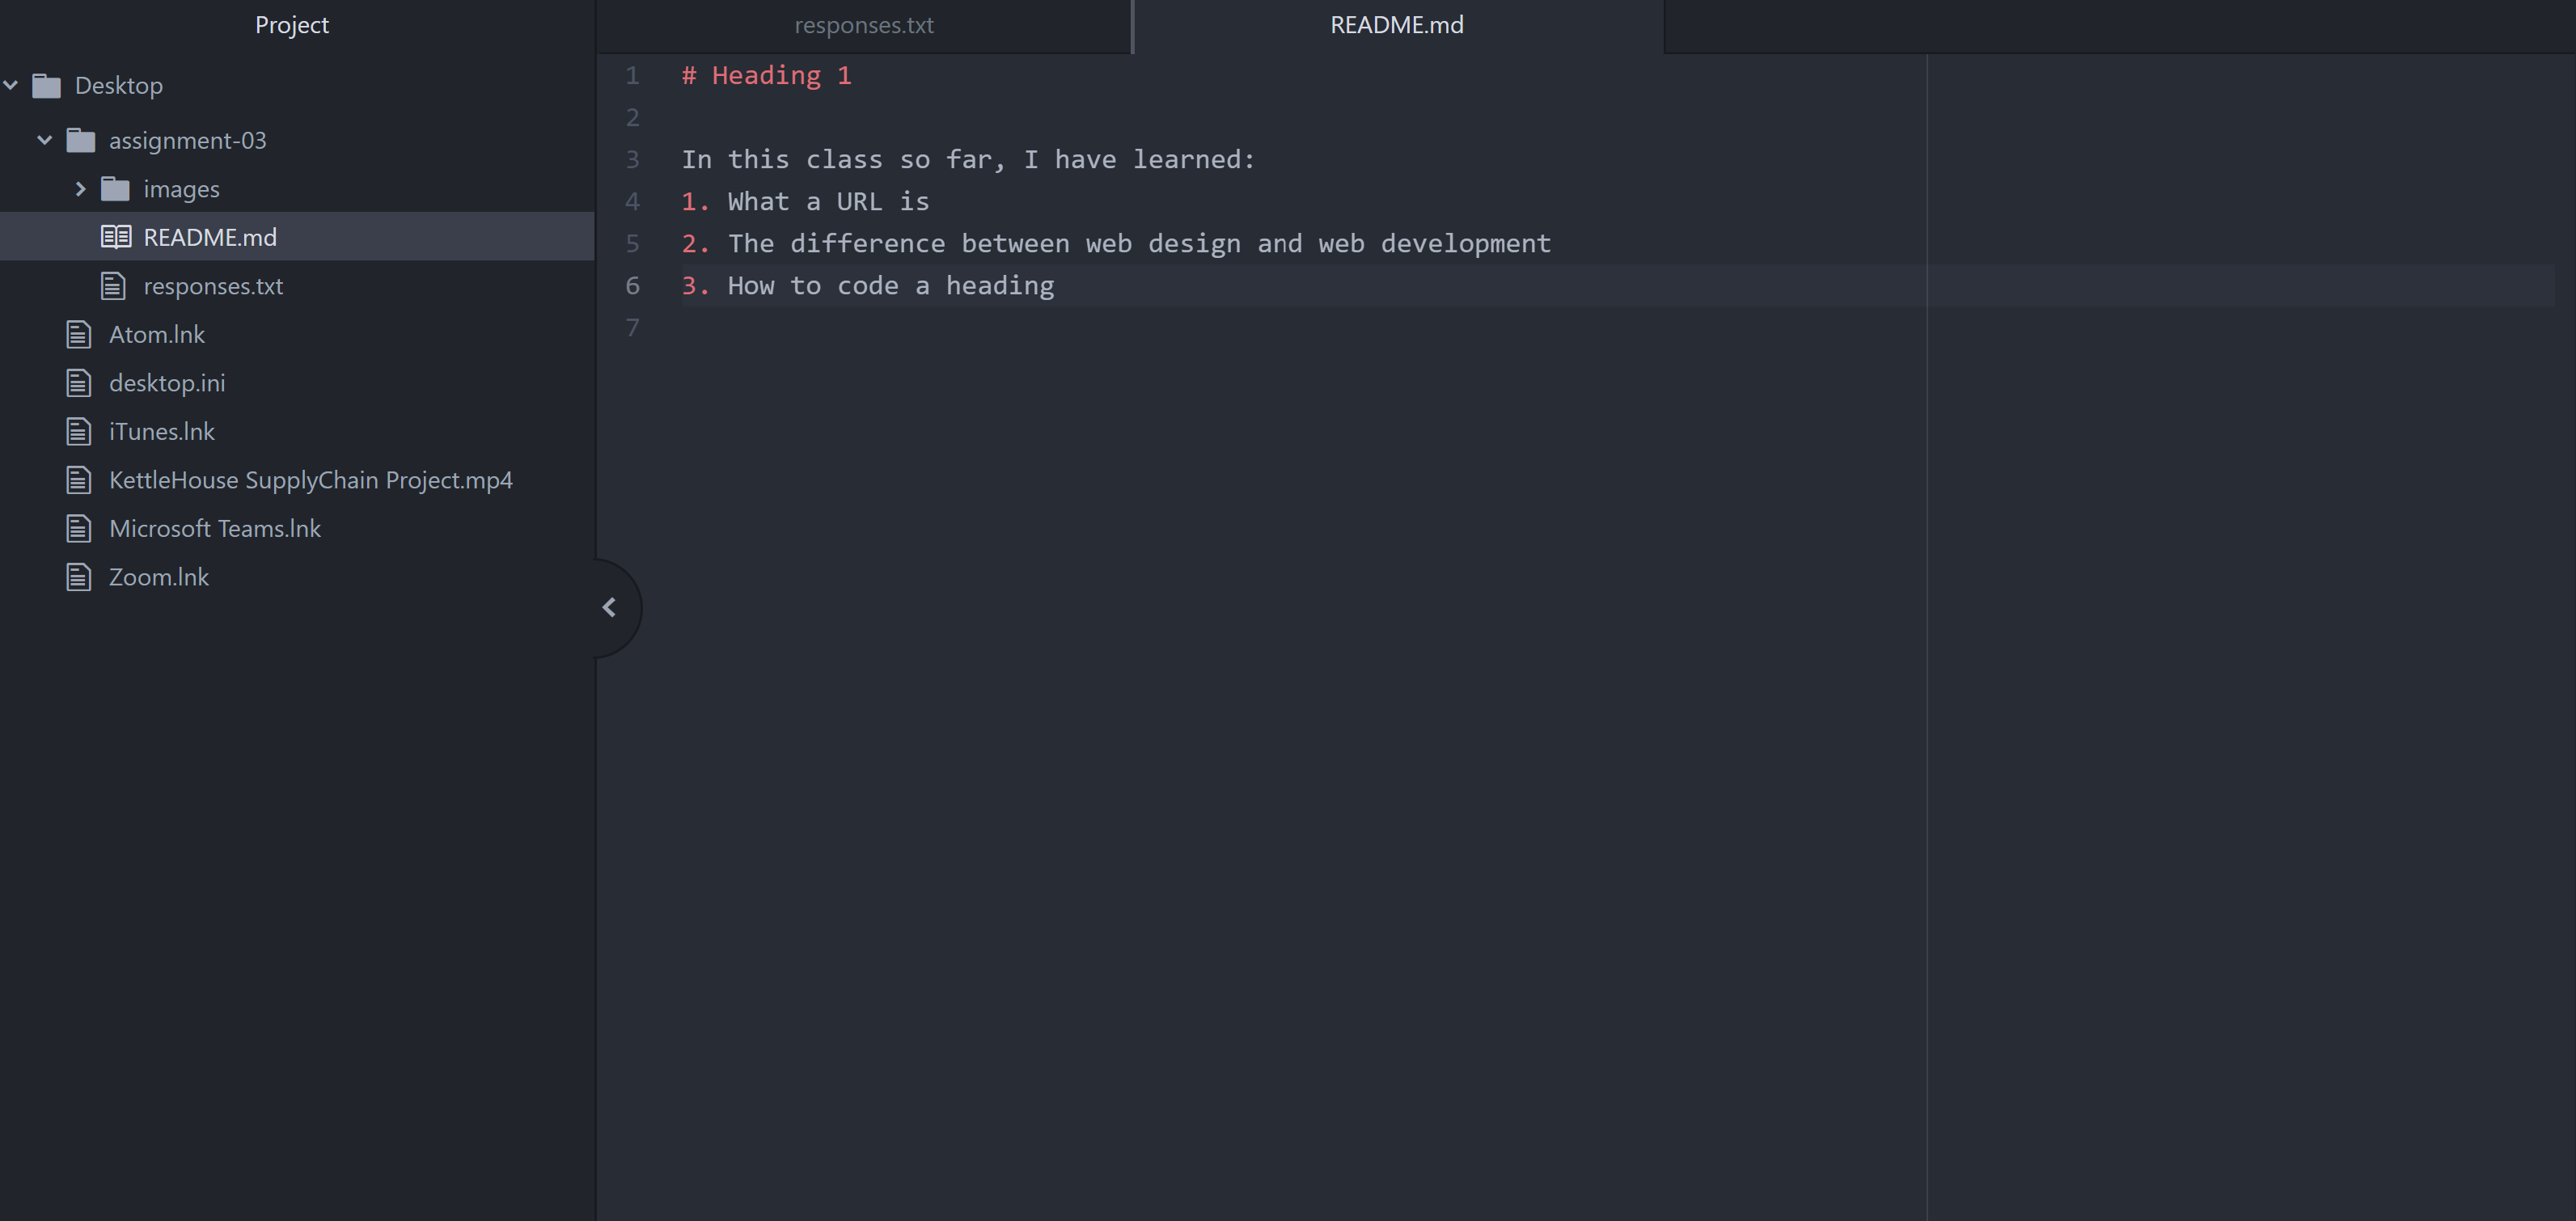 Project
Desktop
assignment-03
images
README.md
responses.txt
Atom.lnk
desktop.ini
iTunes.lnk
KettleHouse SupplyChain Project.mp4
Microsoft Teams.lnk
Zoom.lnk
responses.txt
README.md
1 # Heading 1
2
3 In this class so far, I have learned:
4 1. What a URL is
5 2. The difference between web design and web development
6 3. How to code a heading
7